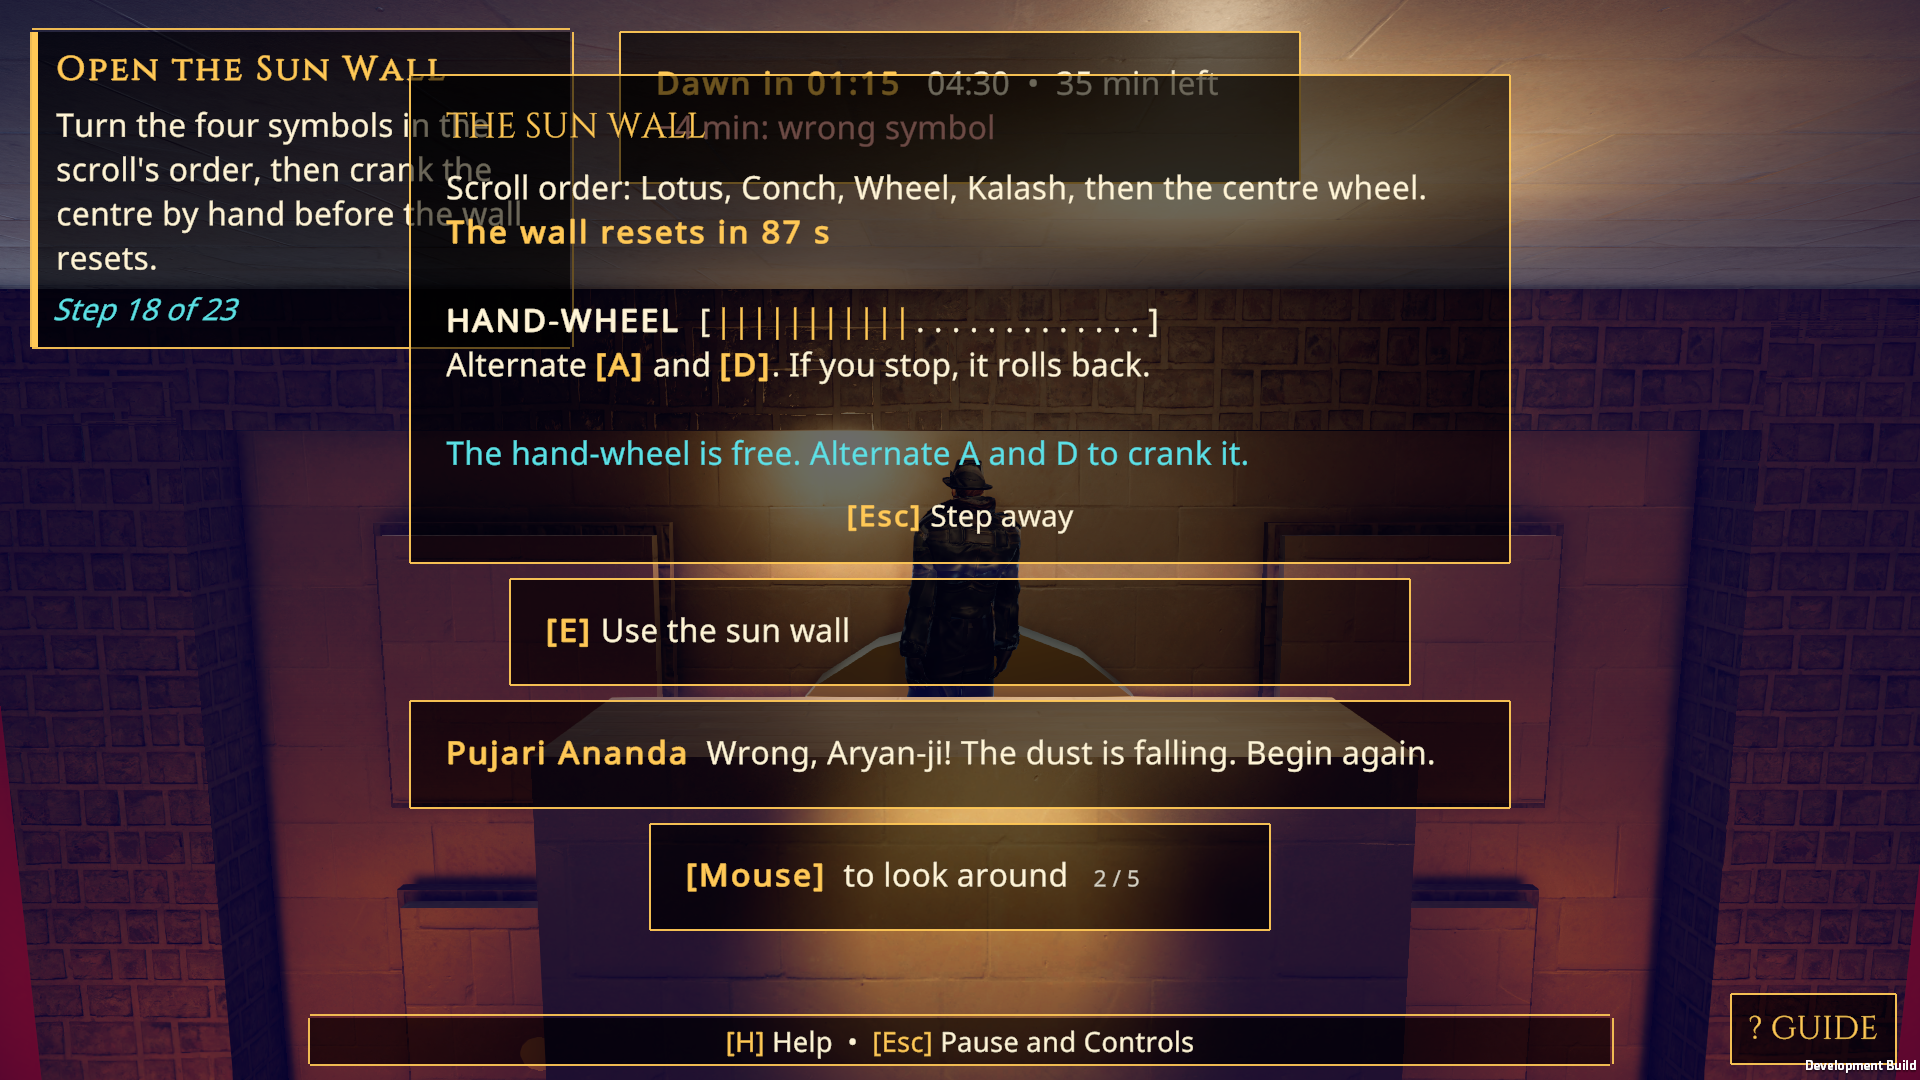 OPEN THE SUN WALL
Turn the four symbols in the
scroll's order, then crank the
centre by hand before the wall
resets.
Step 18 of 23
Dawn in 01:15 04:30 • 35 min left
-4 min: wrong symbol
THE SUN WALL
Scroll order: Lotus, Conch, Wheel, Kalash, then the centre wheel.
The wall resets in 87 s
HAND-WHEEL [|||||||||||.............]
Alternate [A] and [D]. If you stop, it rolls back.
The hand-wheel is free. Alternate A and D to crank it.
[Esc] Step away
[E] Use the sun wall
Pujari Ananda Wrong, Aryan-ji! The dust is falling. Begin again.
[Mouse] to look around 2 / 5
[H] Help • [Esc] Pause and Controls
? GUIDE
Development Build